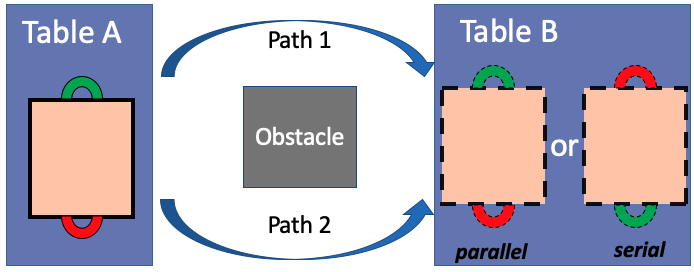 Table A
Path 1
Table B
Obstacle
or
Path 2
parallel
serial